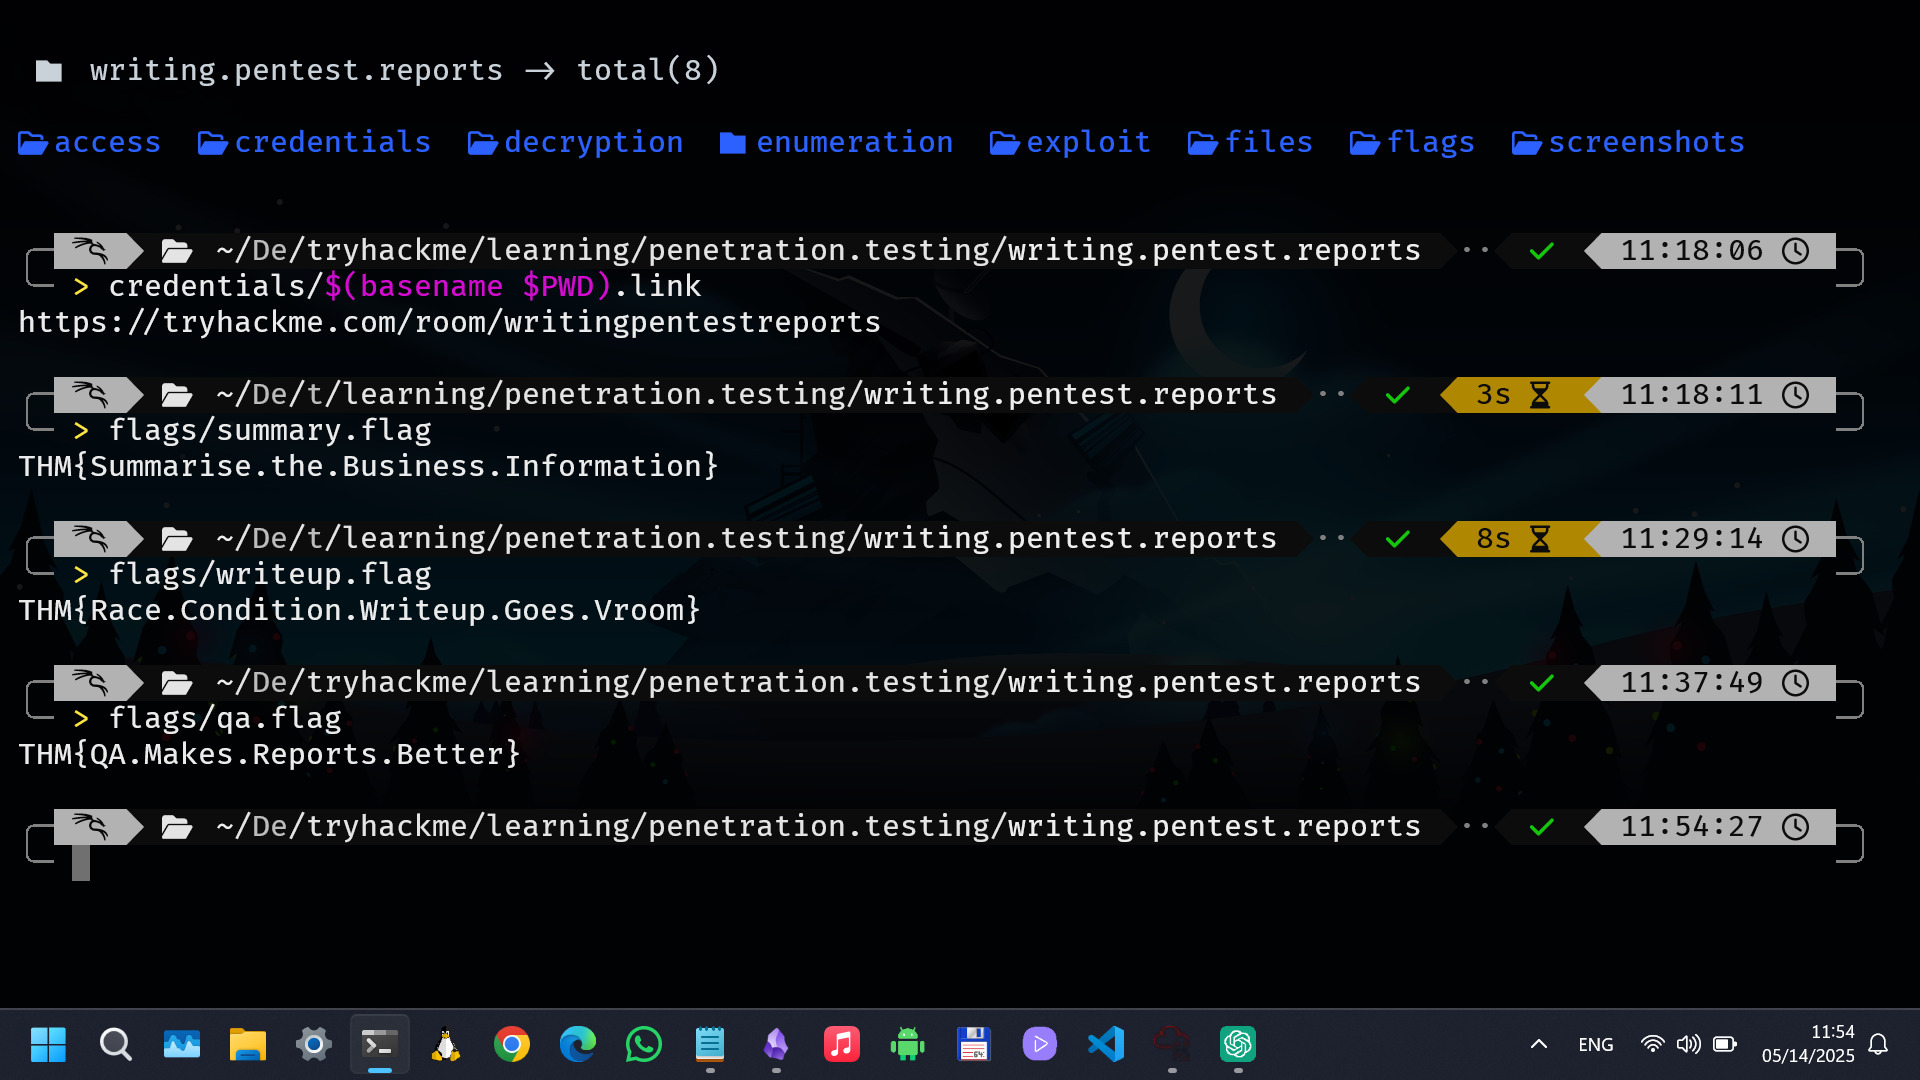 writing.pentest.reports → total(8)
access credentials decryption enumeration exploit files flags screenshots
~/De/tryhackme/learning/penetration.testing/writing.pentest.reports ·· ✓ 11:18:06
> credentials/$(basename $PWD).link
https://tryhackme.com/room/writingpentestreports
~/De/t/learning/penetration.testing/writing.pentest.reports ·· ✓ 3s 11:18:11
> flags/summary.flag
THM{Summarise.the.Business.Information}
~/De/t/learning/penetration.testing/writing.pentest.reports ·· ✓ 8s 11:29:14
> flags/writeup.flag
THM{Race.Condition.Writeup.Goes.Vroom}
~/De/tryhackme/learning/penetration.testing/writing.pentest.reports ·· ✓ 11:37:49
> flags/qa.flag
THM{QA.Makes.Reports.Better}
~/De/tryhackme/learning/penetration.testing/writing.pentest.reports ·· ✓ 11:54:27
64
ENG
11:54
05/14/2025